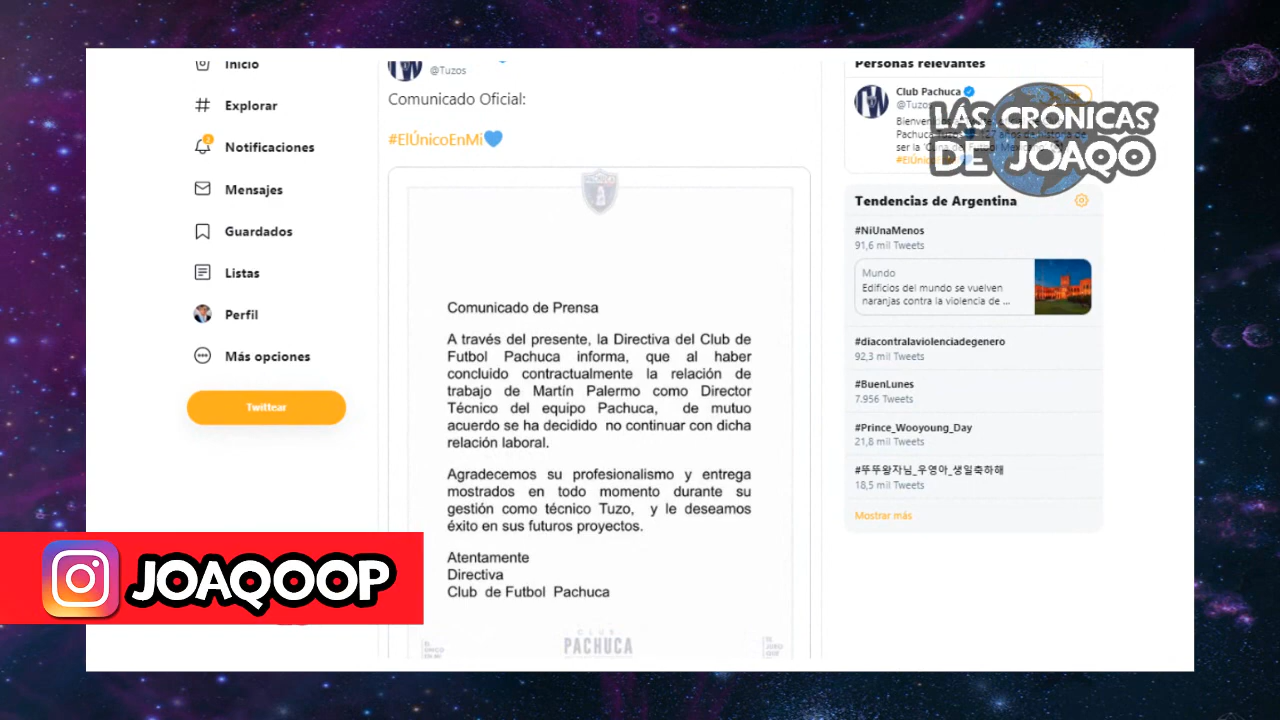 Inicio
Explorar
Notificaciones
Mensajes
Guardados
Listas
Perfil
Más opciones
Twittear
@Tuzos
Comunicado Oficial:
#ElÚnicoEnMi
Comunicado de Prensa
A través del presente, la Directiva del Club de
Futbol Pachuca informa, que al haber
concluido contractualmente la relación de
trabajo de Martín Palermo como Director
Técnico del equipo Pachuca, de mutuo
acuerdo se ha decidido no continuar con dicha
relación laboral.
Agradecemos su profesionalismo y entrega
mostrados en todo momento durante su
gestión como técnico Tuzo, y le deseamos
éxito en sus futuros proyectos.
Atentamente
Directiva
Club de Futbol Pachuca
CLUB
PACHUCA
Personas relevantes
Club Pachuca
LAS CRÓNICAS
DE JOAQO
Tendencias de Argentina
#NiUnaMenos
91,6 mil Tweets
Mundo
Edificios del mundo se vuelven
naranjas contra la violencia de ...
#diacontralaviolenciadegenero
92,3 mil Tweets
#BuenLunes
7.956 Tweets
#Prince_Wooyoung_Day
21,8 mil Tweets
#뚜뚜왕자님_우영아_생일축하해
18,5 mil Tweets
Mostrar más
JOAQOOP